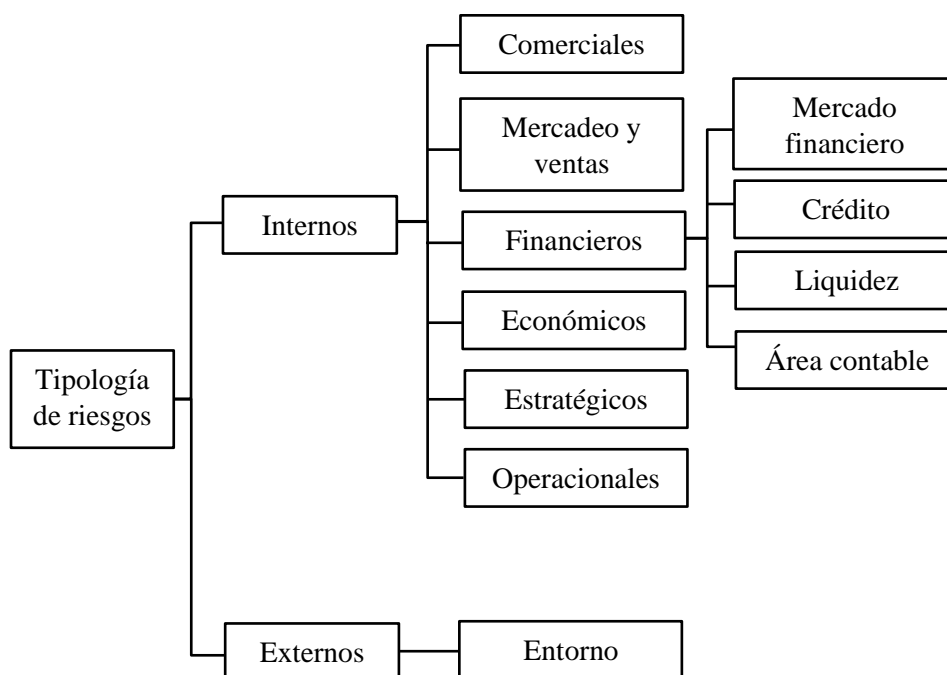 Tipología
de riesgos
Internos
Comerciales
Mercadeo y
ventas
Financieros
Mercado
financiero
Crédito
Liquidez
Área contable
Económicos
Estratégicos
Operacionales
Externos
Entorno